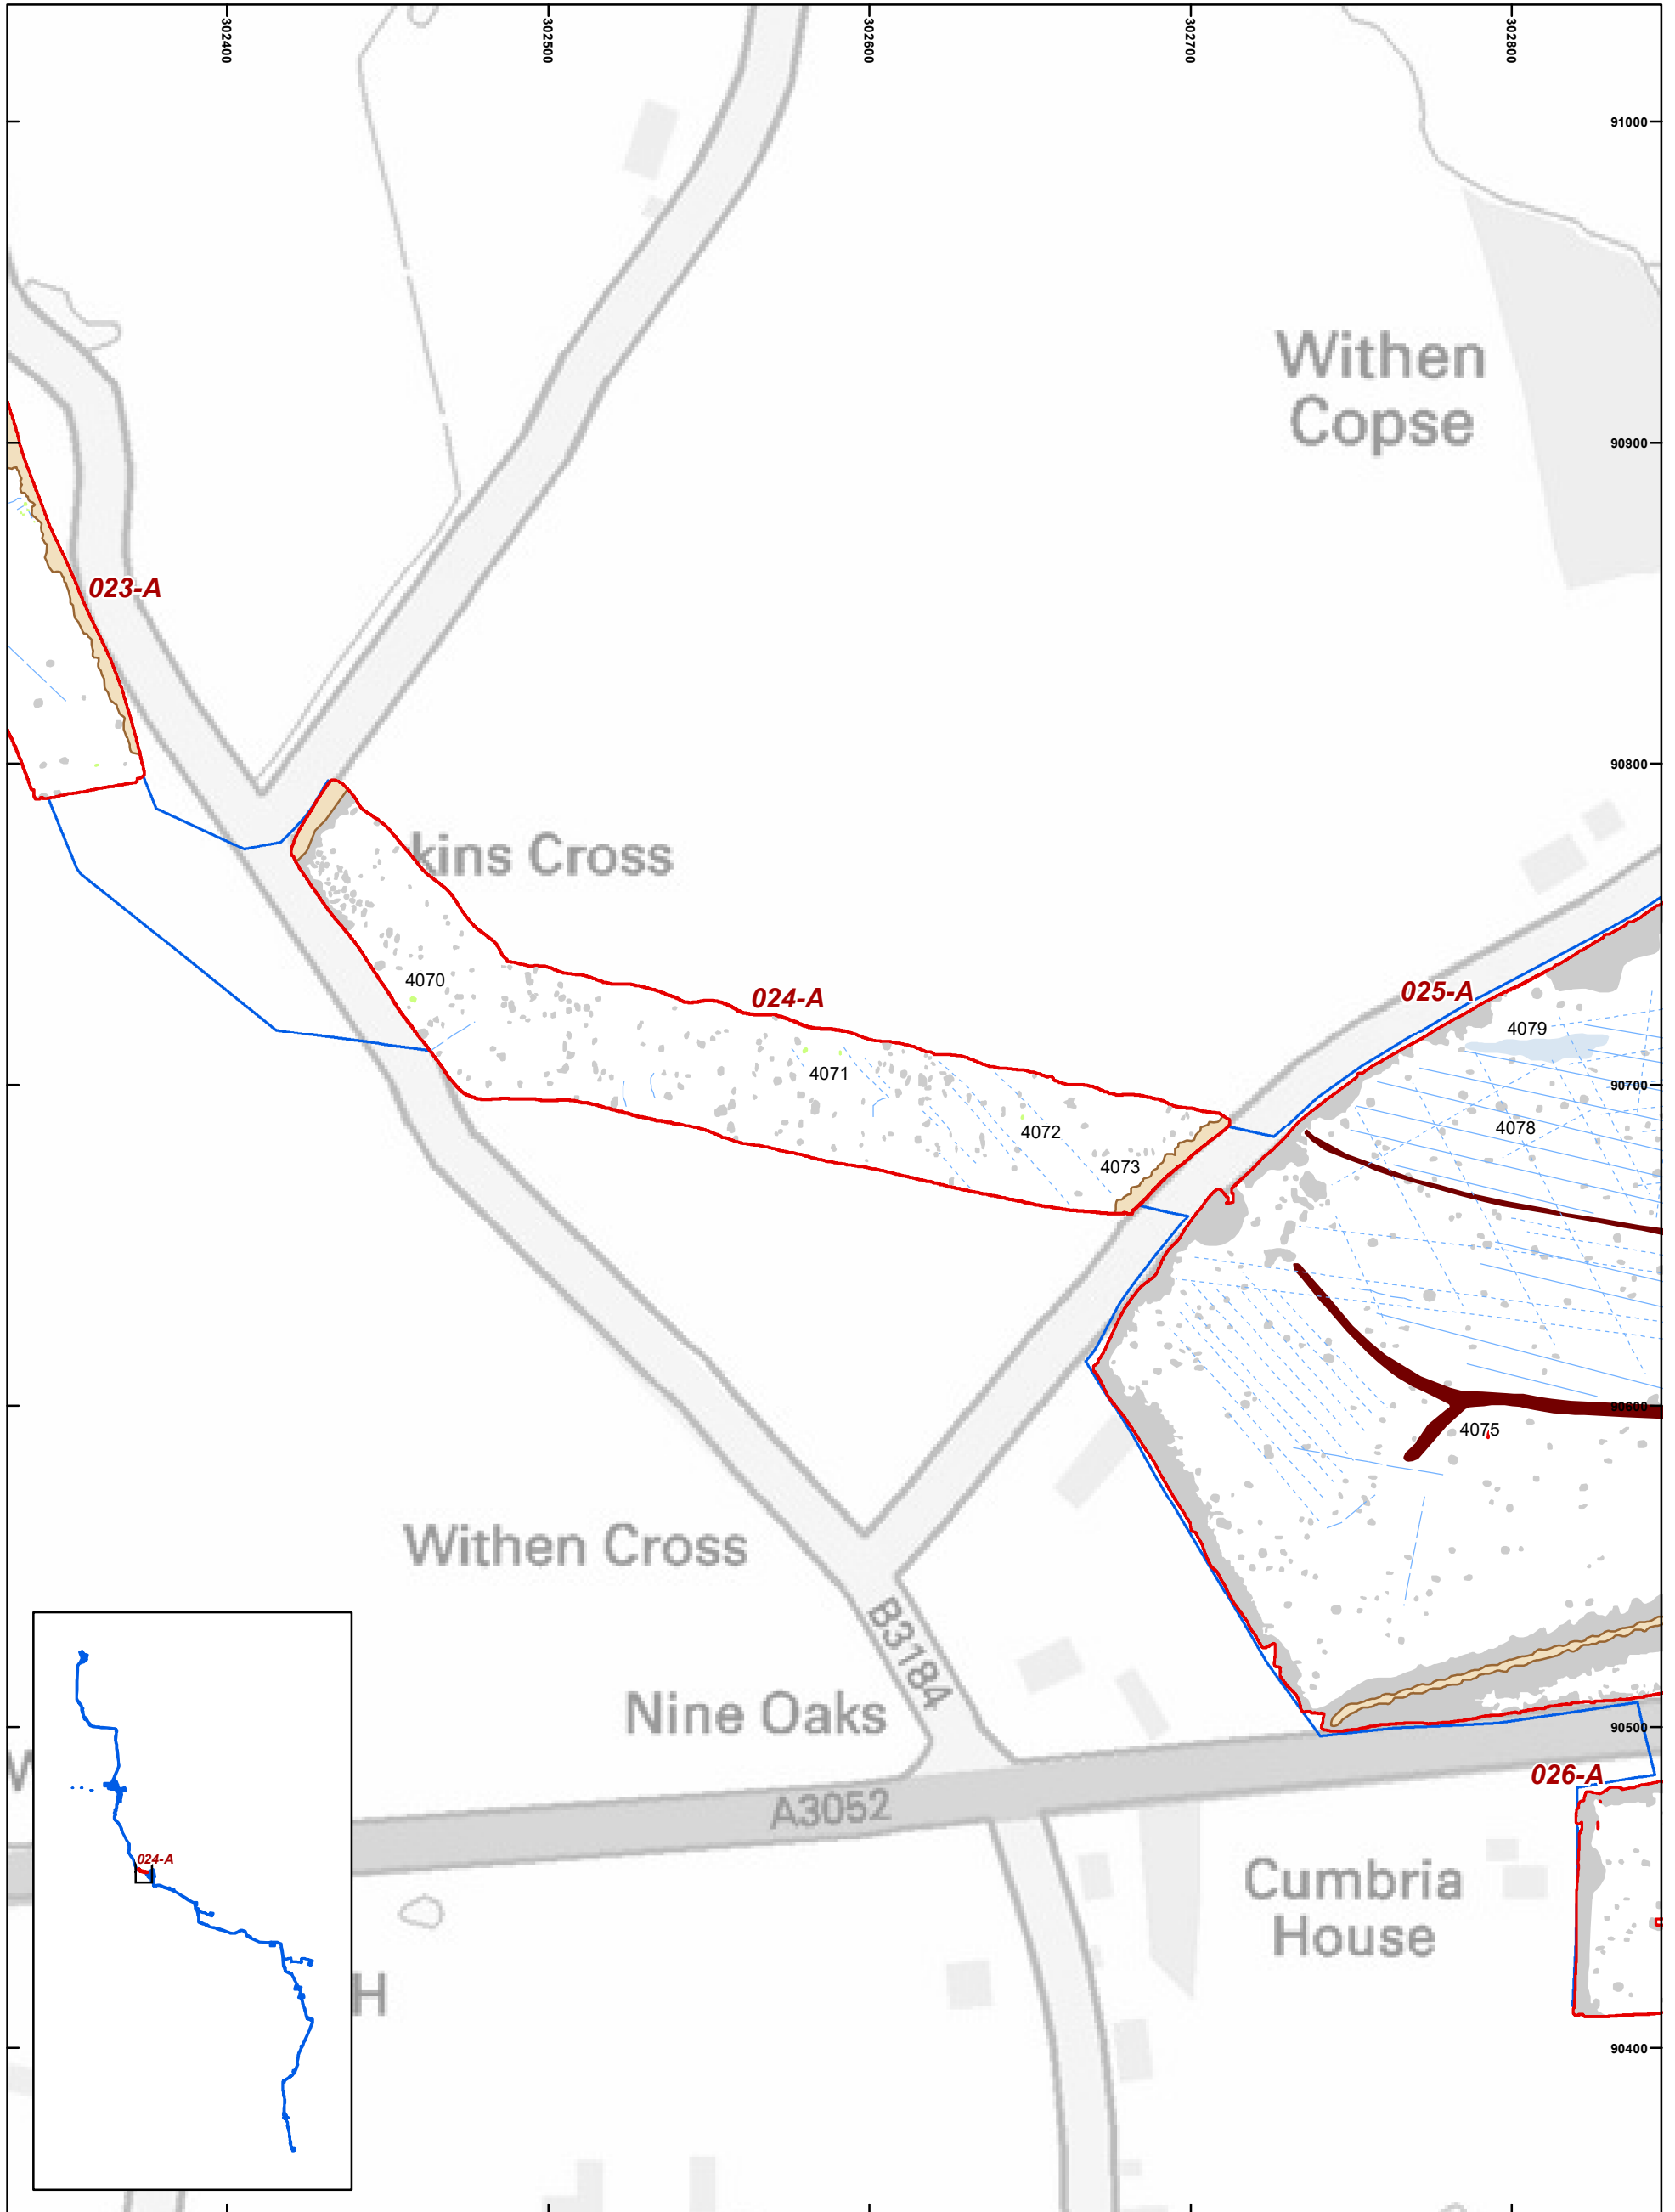 302400
302500
302600
302700
302800
91000
Withen
Copse
90900
023-A
90800
kins Cross
4070
024-A
025-A
4079
4071
90700
4072
4078
4073
90600
4075
Withen Cross
B3184
Nine Oaks
90500
026-A
A3052
024-A
Cumbria
House
H
90400